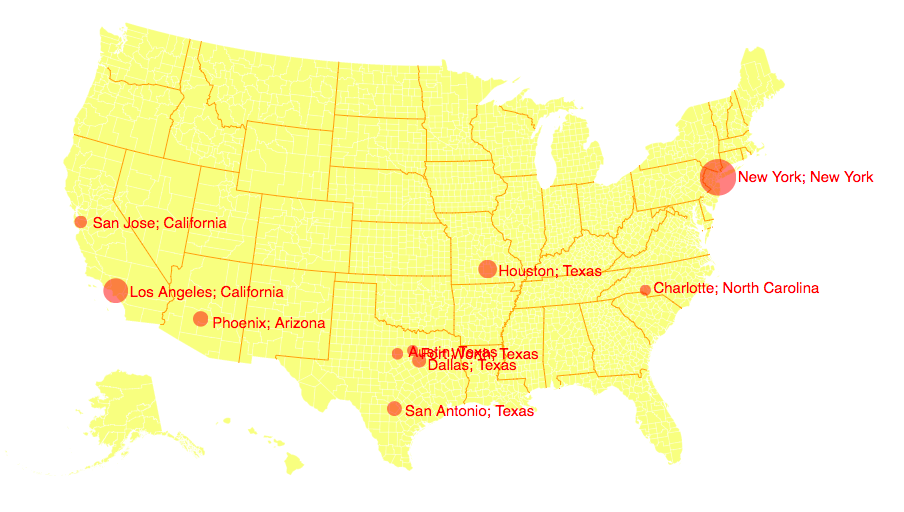 New York; New York
San Jose; California
Houston; Texas
Charlotte; North Carolina
Los Angeles; California
Phoenix; Arizona
Austin; Texas
Fort Worth; Texas
Dallas; Texas
San Antonio; Texas